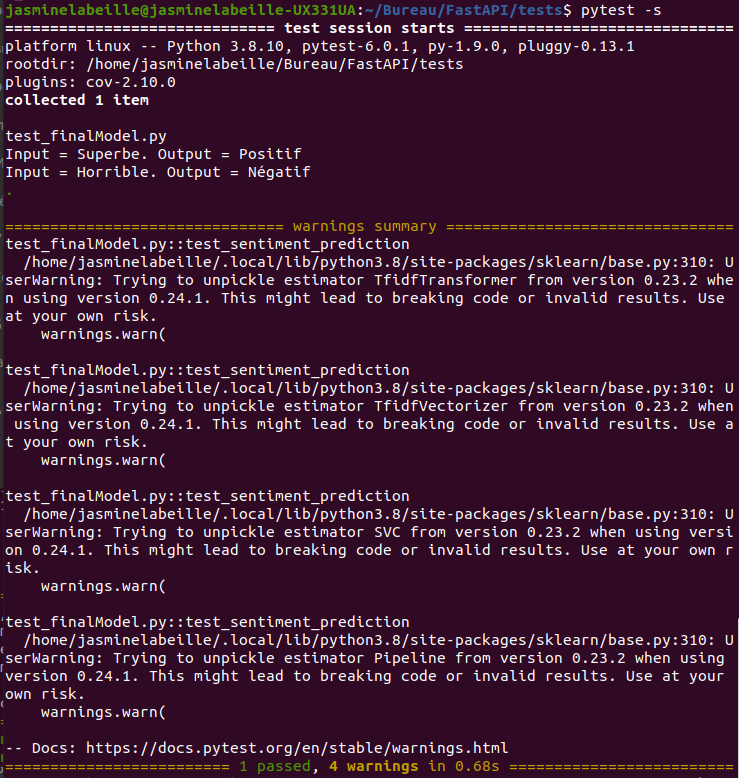 jasminelabeille@jasminelabeille-UX331UA:~/Bureau/FastAPI/tests$ pytest -s
============================== test session starts ==============================
platform linux -- Python 3.8.10, pytest-6.0.1, py-1.9.0, pluggy-0.13.1
rootdir: /home/jasminelabeille/Bureau/FastAPI/tests
plugins: cov-2.10.0
collected 1 item

test_finalModel.py
Input = Superbe. Output = Positif
Input = Horrible. Output = Négatif
.

=============================== warnings summary ================================
test_finalModel.py::test_sentiment_prediction
  /home/jasminelabeille/.local/lib/python3.8/site-packages/sklearn/base.py:310: U
serWarning: Trying to unpickle estimator TfidfTransformer from version 0.23.2 whe
n using version 0.24.1. This might lead to breaking code or invalid results. Use
at your own risk.
    warnings.warn(

test_finalModel.py::test_sentiment_prediction
  /home/jasminelabeille/.local/lib/python3.8/site-packages/sklearn/base.py:310: U
serWarning: Trying to unpickle estimator TfidfVectorizer from version 0.23.2 when
 using version 0.24.1. This might lead to breaking code or invalid results. Use a
t your own risk.
    warnings.warn(

test_finalModel.py::test_sentiment_prediction
  /home/jasminelabeille/.local/lib/python3.8/site-packages/sklearn/base.py:310: U
serWarning: Trying to unpickle estimator SVC from version 0.23.2 when using versi
on 0.24.1. This might lead to breaking code or invalid results. Use at your own r
isk.
    warnings.warn(

test_finalModel.py::test_sentiment_prediction
  /home/jasminelabeille/.local/lib/python3.8/site-packages/sklearn/base.py:310: U
serWarning: Trying to unpickle estimator Pipeline from version 0.23.2 when using
version 0.24.1. This might lead to breaking code or invalid results. Use at your
own risk.
    warnings.warn(

-- Docs: https://docs.pytest.org/en/stable/warnings.html
========================= 1 passed, 4 warnings in 0.68s =========================